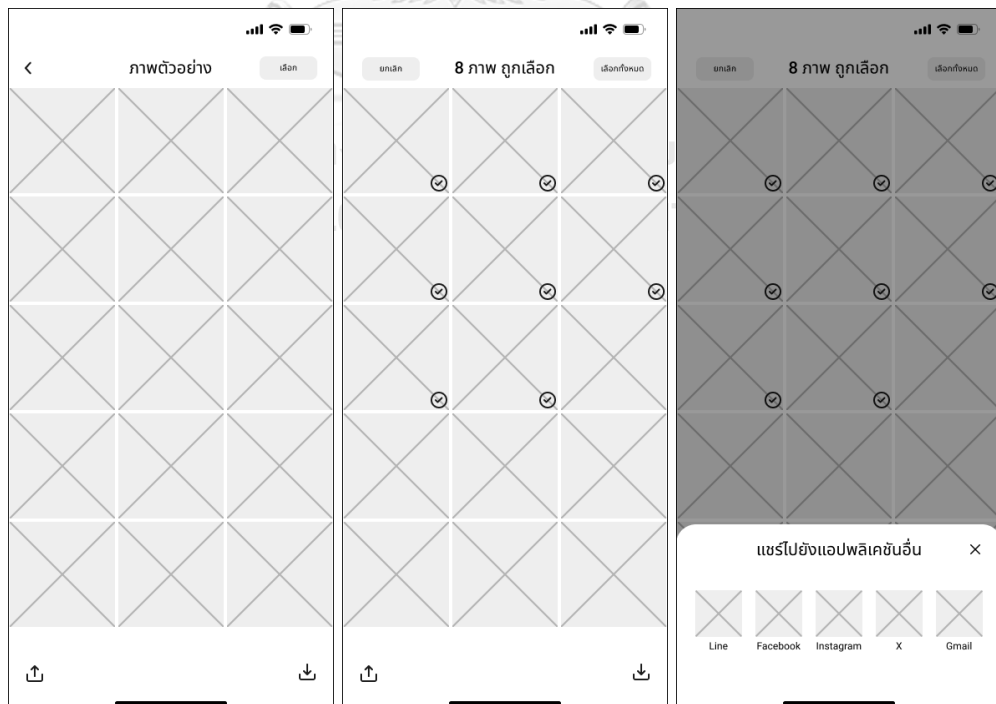 ภาพตัวอย่าง
เลือก
ยกเลิก
8 ภาพ ถูกเลือก
เลือกทั้งหมด
ยกเลิก
8 ภาพ ถูกเลือก
เลือกทั้งหมด
แชร์ไปยังแอปพลิเคชันอื่น
Line
Facebook
Instagram
X
Gmail